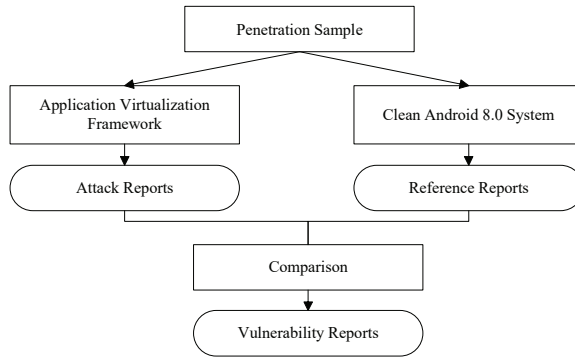 Penetration Sample
Application Virtualization
Framework
Clean Android 8.0 System
Attack Reports
Reference Reports
Comparison
Vulnerability Reports